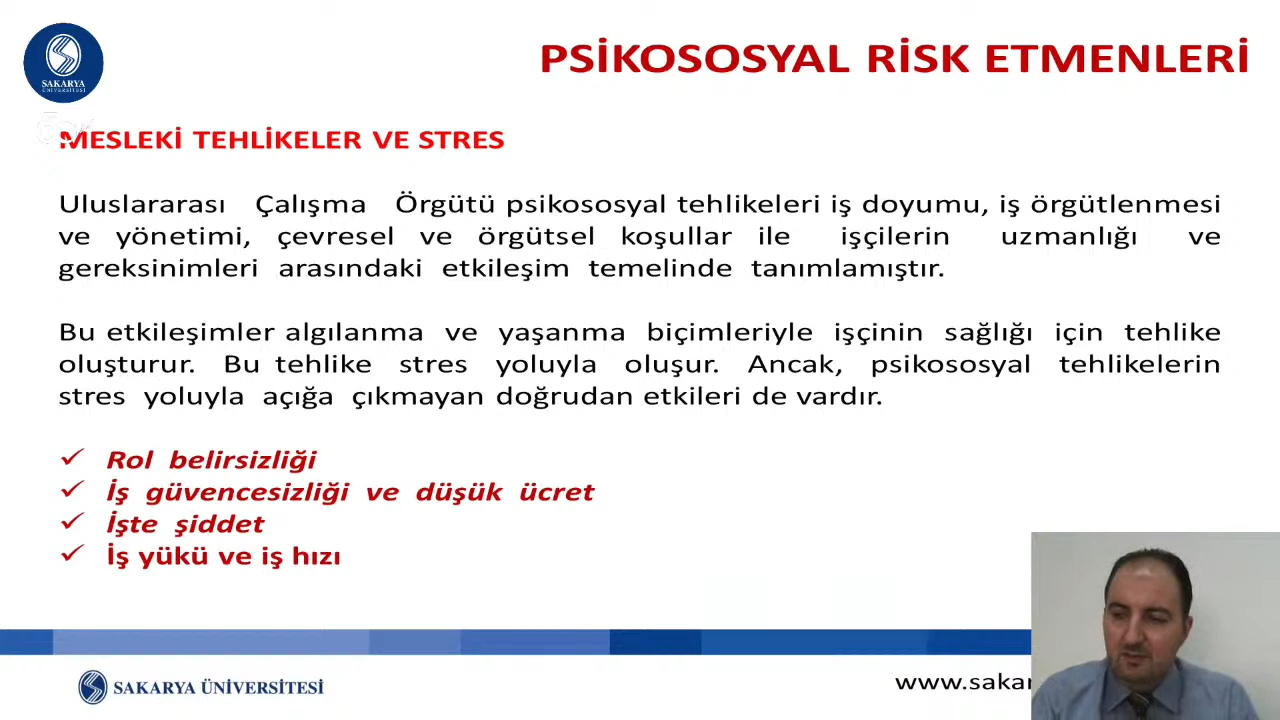 SAKARYA
ÜNİVERSİTESİ
PSİKOSOSYAL RİSK ETMENLERİ
MESLEKİ TEHLİKELER VE STRES
Uluslararası Çalışma Örgütü psikososyal tehlikeleri iş doyumu, iş örgütlenmesi
ve yönetimi, çevresel ve örgütsel koşullar ile işçilerin uzmanlığı ve
gereksinimleri arasındaki etkileşim temelinde tanımlamıştır.
Bu etkileşimler algılanma ve yaşanma biçimleriyle işçinin sağlığı için tehlike
oluşturur. Bu tehlike stres yoluyla oluşur. Ancak, psikososyal tehlikelerin
stres yoluyla açığa çıkmayan doğrudan etkileri de vardır.
✓ Rol belirsizliği
✓ İş güvencesizliği ve düşük ücret
✓ İşte şiddet
✓ İş yükü ve iş hızı
SAKARYA ÜNİVERSİTESİ
www.sakar